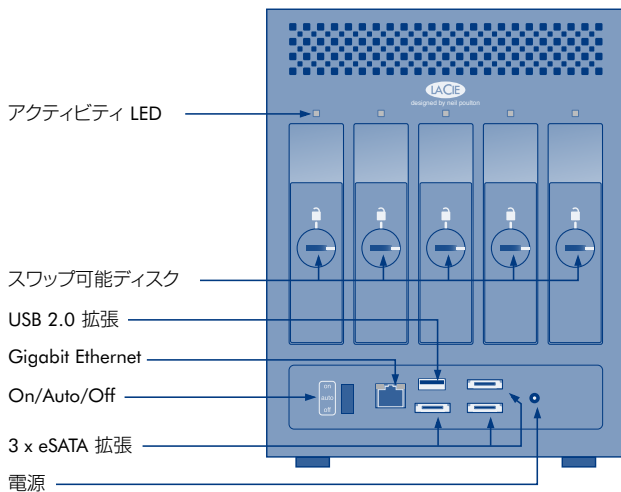 LACIE
designed by neil poulton
アクティビティ LED
スワップ可能ディスク
USB 2.0 拡張
Gigabit Ethernet
On/Auto/Off
on
auto
off
3 x eSATA 拡張
電源